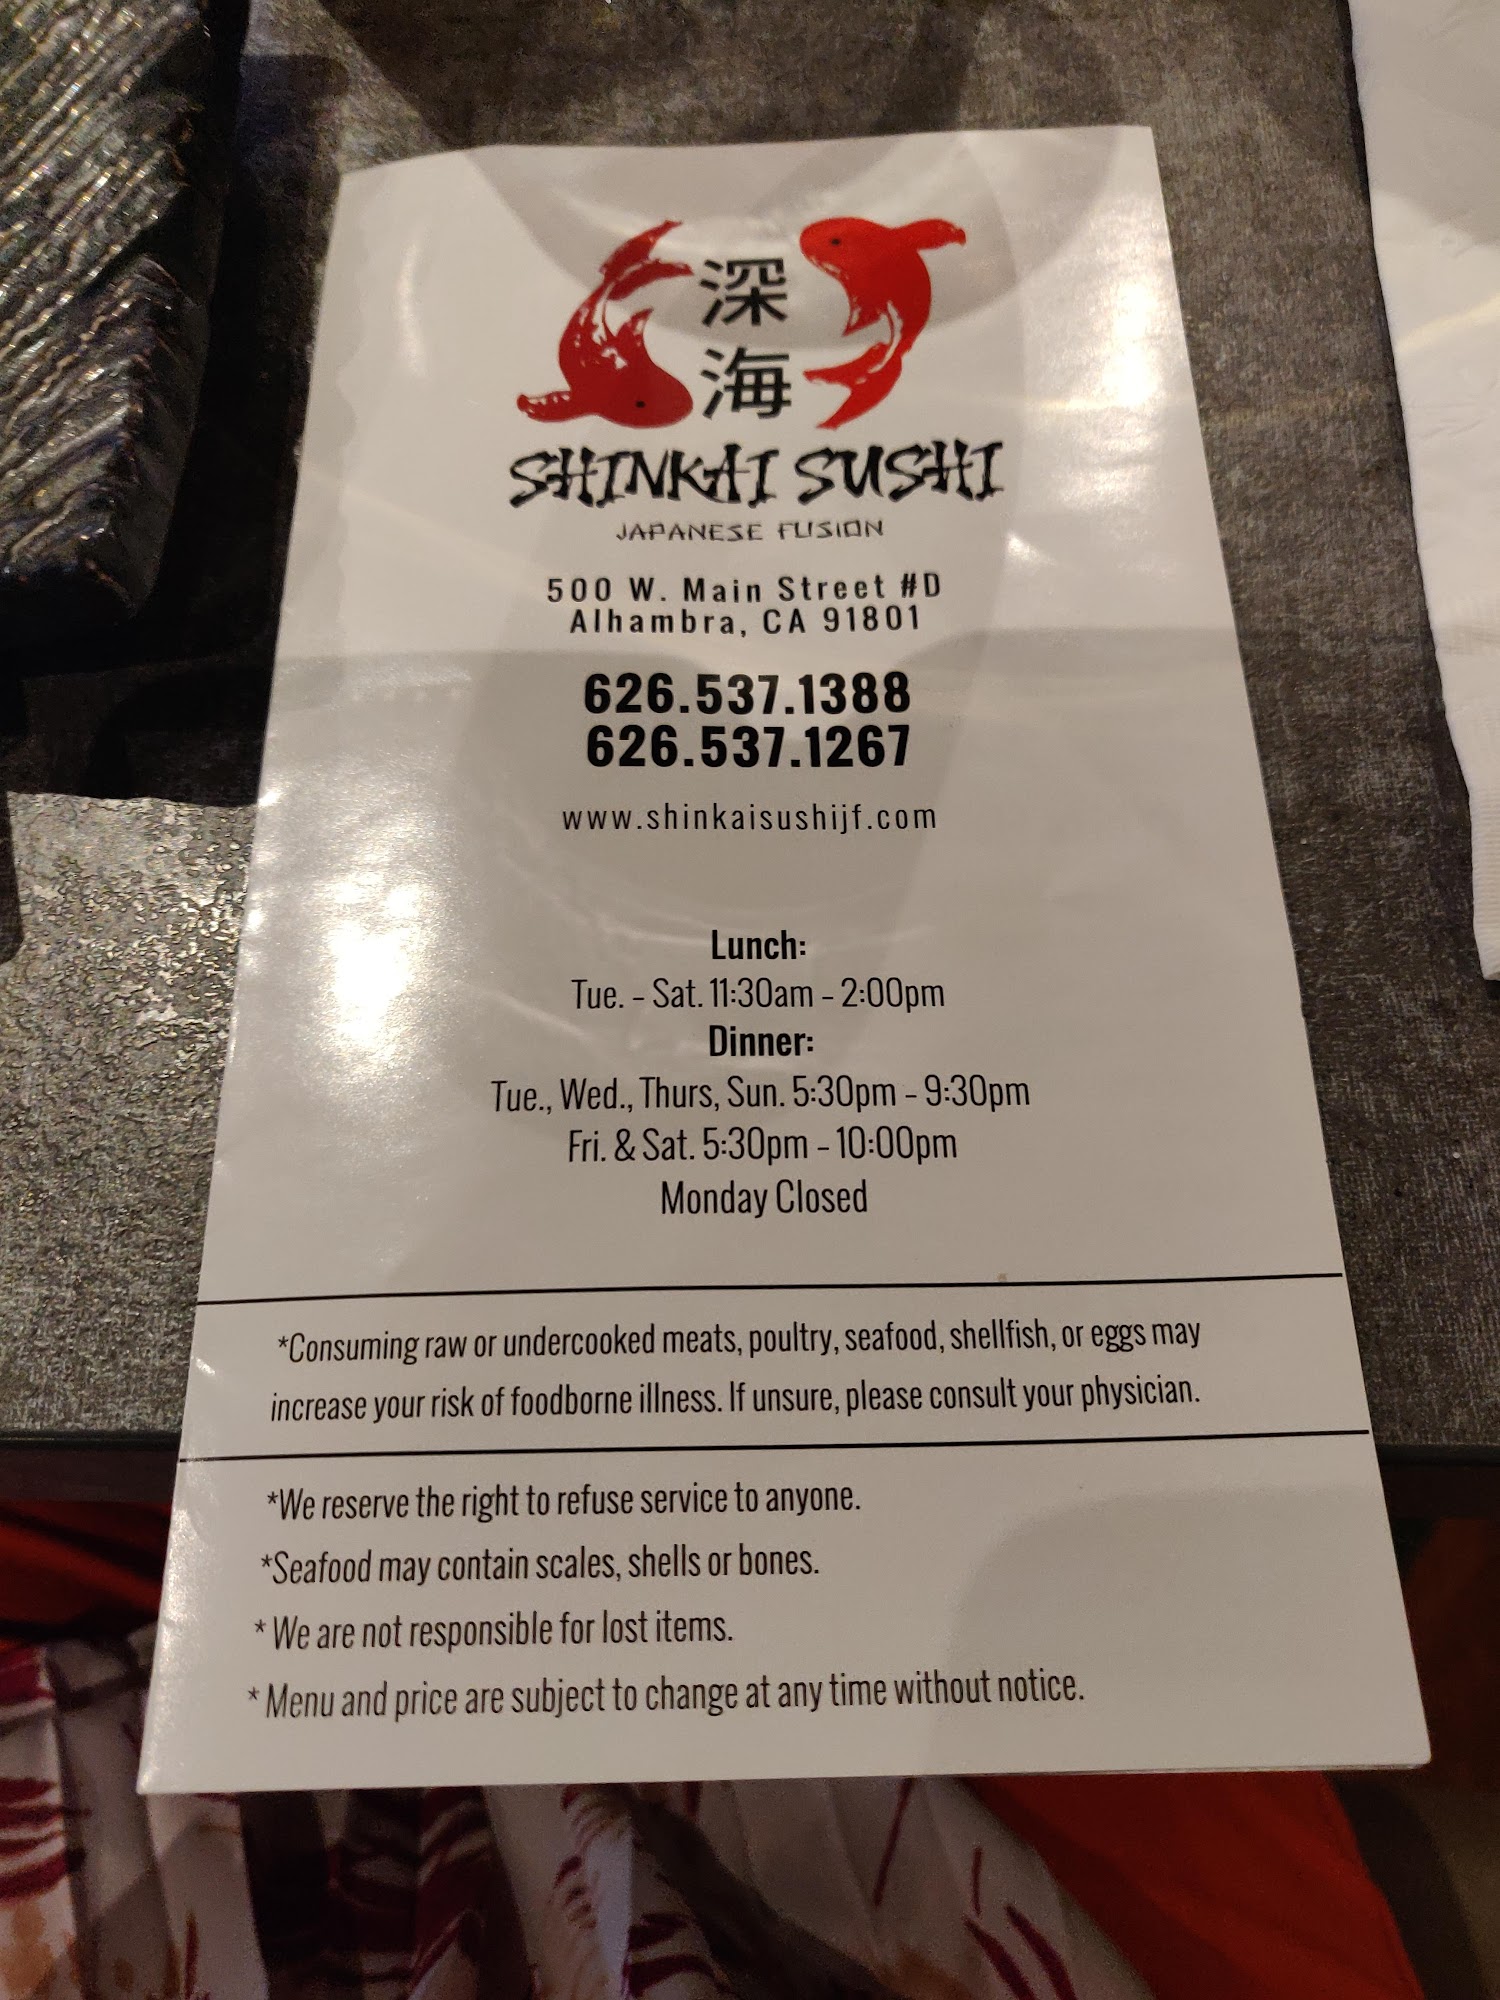 深
海
SHINKAI SUSHI
JAPANESE FUSION
500 W. Main Street #D
Alhambra, CA 91801
626.537.1388
626.537.1267
www.shinkaisushijf.com
Lunch:
Tue. - Sat. 11:30am - 2:00pm
Dinner:
Tue., Wed., Thurs, Sun. 5:30pm - 9:30pm
Fri. & Sat. 5:30pm - 10:00pm
Monday Closed
*Consuming raw or undercooked meats, poultry, seafood, shellfish, or eggs may
increase your risk of foodborne illness. If unsure, please consult your physician.
*We reserve the right to refuse service to anyone.
*Seafood may contain scales, shells or bones.
* We are not responsible for lost items.
* Menu and price are subject to change at any time without notice.